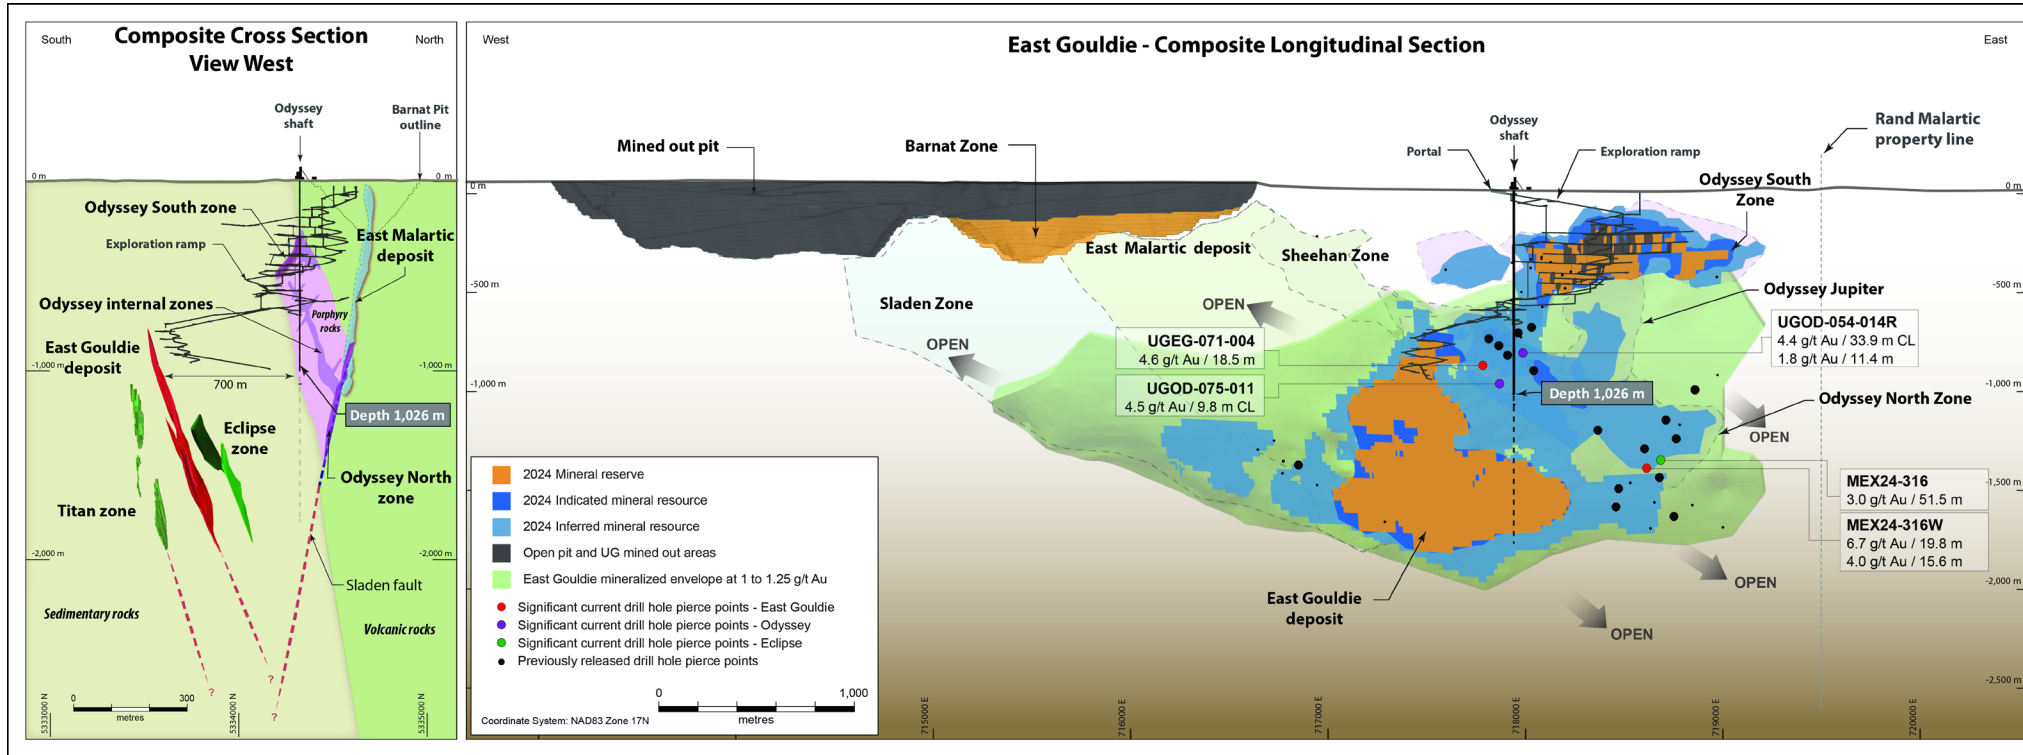 Composite Cross Section
View West
South
North
Odyssey
shaft
Barnat Pit
outline
0 m
0 m
Odyssey South zone
Exploration ramp
East Malartic
deposit
Odyssey internal zones
Porphyry
rocks
East Gouldie
deposit
-1,000 m
-1,000 m
700 m
Depth 1,026 m
Eclipse
zone
Odyssey North
zone
Titan zone
-2,000 m
-2,000 m
Sladen fault
Sedimentary rocks
Volcanic rocks
?
?
?
0
300
metres
5333000 N
5334000 N
5335000 N
East Gouldie - Composite Longitudinal Section
West
East
Mined out pit
Barnat Zone
Portal
Odyssey
shaft
Exploration ramp
Rand Malartic
property line
Odyssey South
Zone
0 m
0 m
East Malartic deposit
Sheehan Zone
Sladen Zone
-500 m
-500 m
OPEN
OPEN
Odyssey Jupiter
UGEG-071-004
4.6 g/t Au / 18.5 m
UGOD-075-011
4.5 g/t Au / 9.8 m CL
UGOD-054-014R
4.4 g/t Au / 33.9 m CL
1.8 g/t Au / 11.4 m
-1,000 m
-1,000 m
Depth 1,026 m
Odyssey North Zone
OPEN
MEX24-316
3.0 g/t Au / 51.5 m
-1,500 m
MEX24-316W
6.7 g/t Au / 19.8 m
4.0 g/t Au / 15.6 m
OPEN
-2,000 m
East Gouldie
deposit
OPEN
-2,500 m
2024 Mineral reserve
2024 Indicated mineral resource
2024 Inferred mineral resource
Open pit and UG mined out areas
East Gouldie mineralized envelope at 1 to 1.25 g/t Au
Significant current drill hole pierce points - East Gouldie
Significant current drill hole pierce points - Odyssey
Significant current drill hole pierce points - Eclipse
Previously released drill hole pierce points
0
1,000
metres
Coordinate System: NAD83 Zone 17N
715000 E
716000 E
717000 E
718000 E
719000 E
720000 E